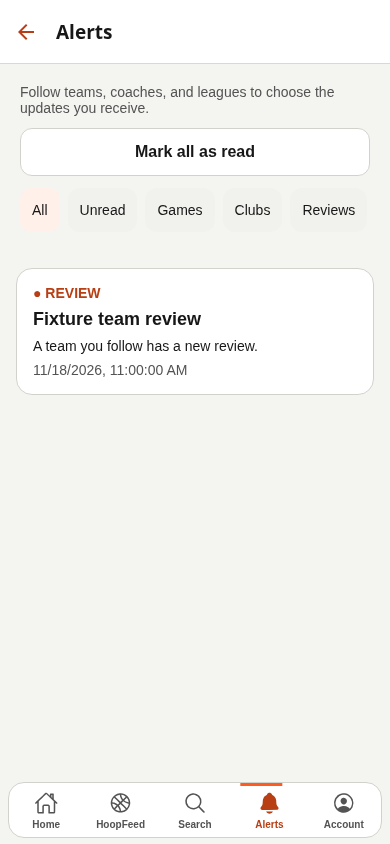 Alerts
Follow teams, coaches, and leagues to choose the
updates you receive.
Mark all as read
All Unread Games Clubs Reviews
● REVIEW
Fixture team review
A team you follow has a new review.
11/18/2026, 11:00:00 AM
Home HoopFeed Search Alerts Account